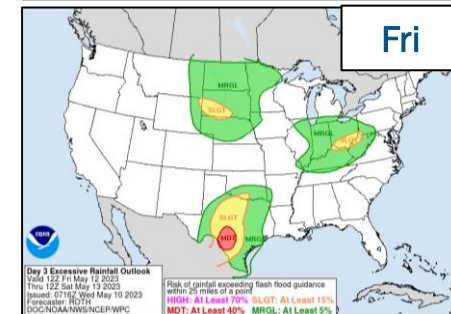 Fri
MRGL
SLGT
MRGL
SLGT
SLGT
MDT
MRGL
noaa
Day 3 Excessive Rainfall Outlook
Valid 12Z Fri May 12 2023
Thru 12Z Sat May 13 2023
Issued: 0716Z Wed May 10 2023
Forecaster: ROTH
DOC/NOAA/NWS/NCEP/WPC
Risk of rainfall exceeding flash flood guidance
within 25 miles of a point
HIGH: At Least 70% SLGT: At Least 15%
MDT: At Least 40% MRGL: At Least 5%